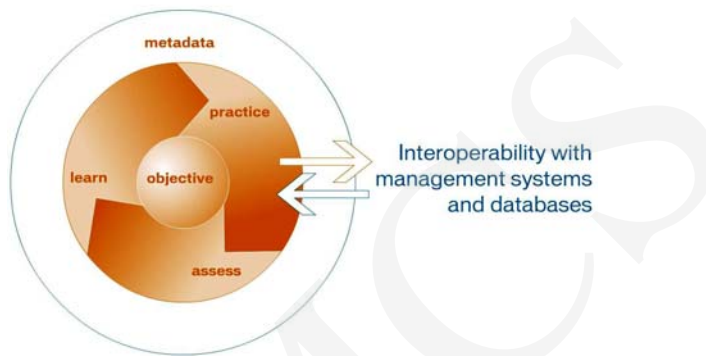 metadata
practice
learn
objective
assess
Interoperability with
management systems
and databases